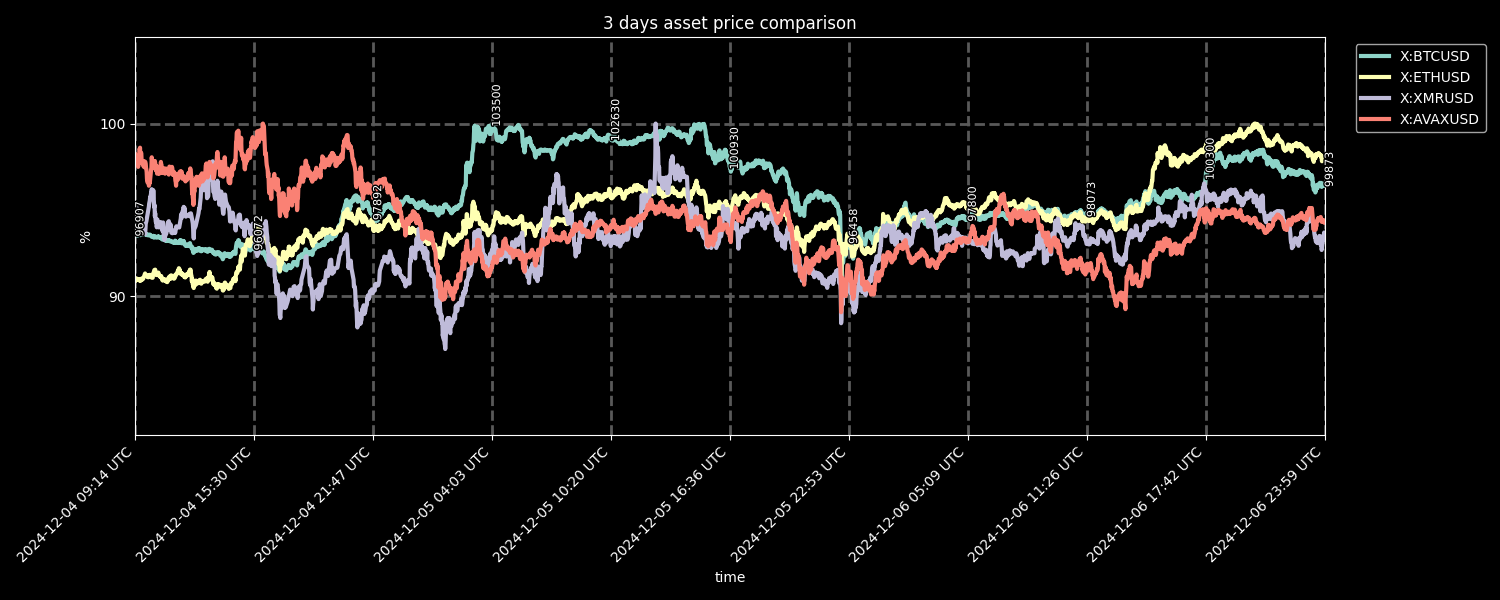 3 days asset price comparison
X:BTCUSD
X:ETHUSD
X:XMRUSD
X:AVAXUSD
100
90
%
96907
96072
97892
103500
102630
100930
96458
97800
98073
100300
99873
2024-12-04 09:14 UTC
2024-12-04 15:30 UTC
2024-12-04 21:47 UTC
2024-12-05 04:03 UTC
2024-12-05 10:20 UTC
2024-12-05 16:36 UTC
2024-12-05 22:53 UTC
2024-12-06 05:09 UTC
2024-12-06 11:26 UTC
2024-12-06 17:42 UTC
2024-12-06 23:59 UTC
time